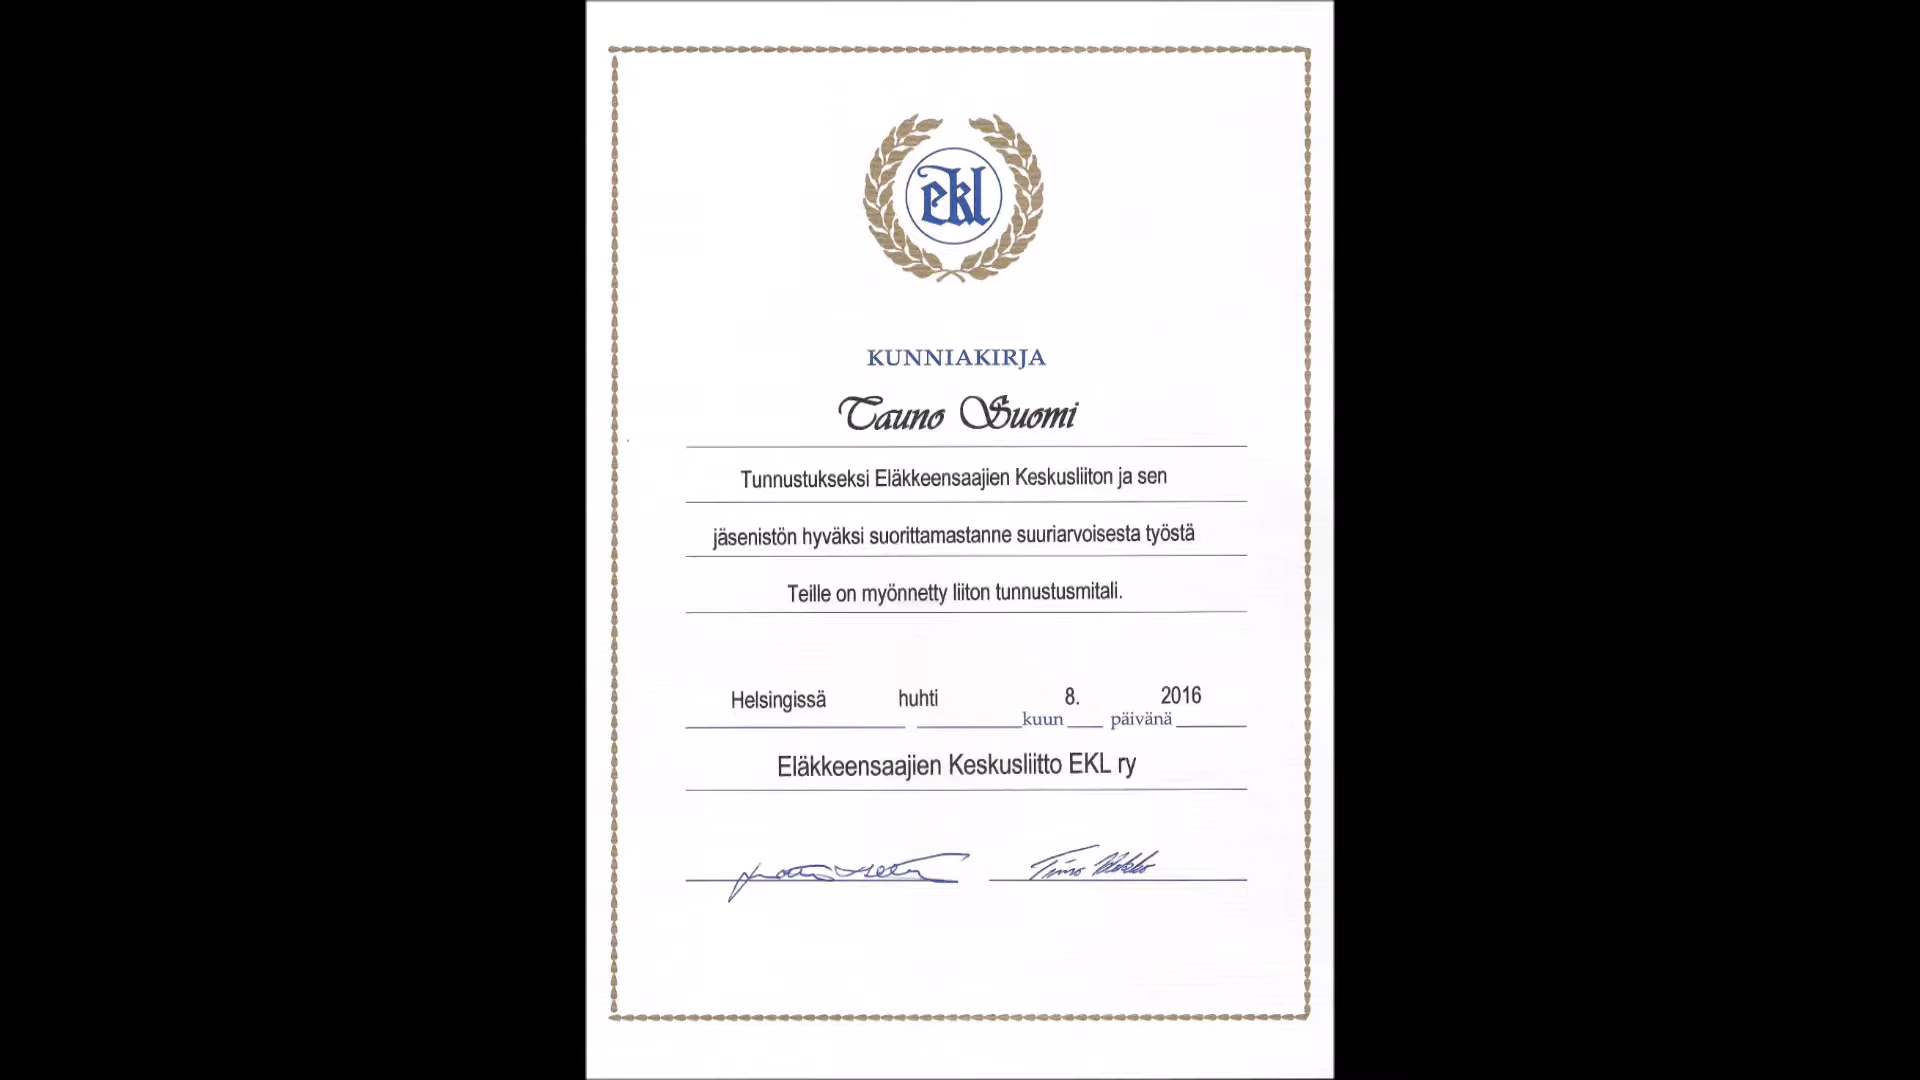 ekl
KUNNIAKIRJA
Tauno Suomi
Tunnustukseksi Eläkkeensaajien Keskusliiton ja sen
jäsenistön hyväksi suorittamastanne suuriarvoisesta työstä
Teille on myönnetty liiton tunnustusmitali.
Helsingissä huhti kuun 8. päivänä 2016
Eläkkeensaajien Keskusliitto EKL ry
Timo